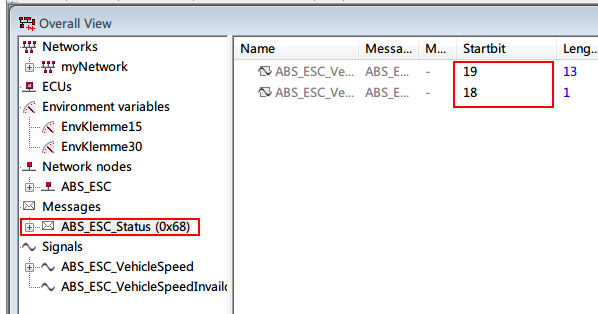 Overall View
Networks
myNetwork
ECUs
Environment variables
EnvKlemme15
EnvKlemme30
Network nodes
ABS_ESC
Messages
ABS_ESC_Status (0x68)
Signals
ABS_ESC_VehicleSpeed
ABS_ESC_VehicleSpeedInvaild
Name Messa... M... Startbit Leng...
ABS_ESC_Ve... ABS_E... - 19 13
ABS_ESC_Ve... ABS_E... - 18 1